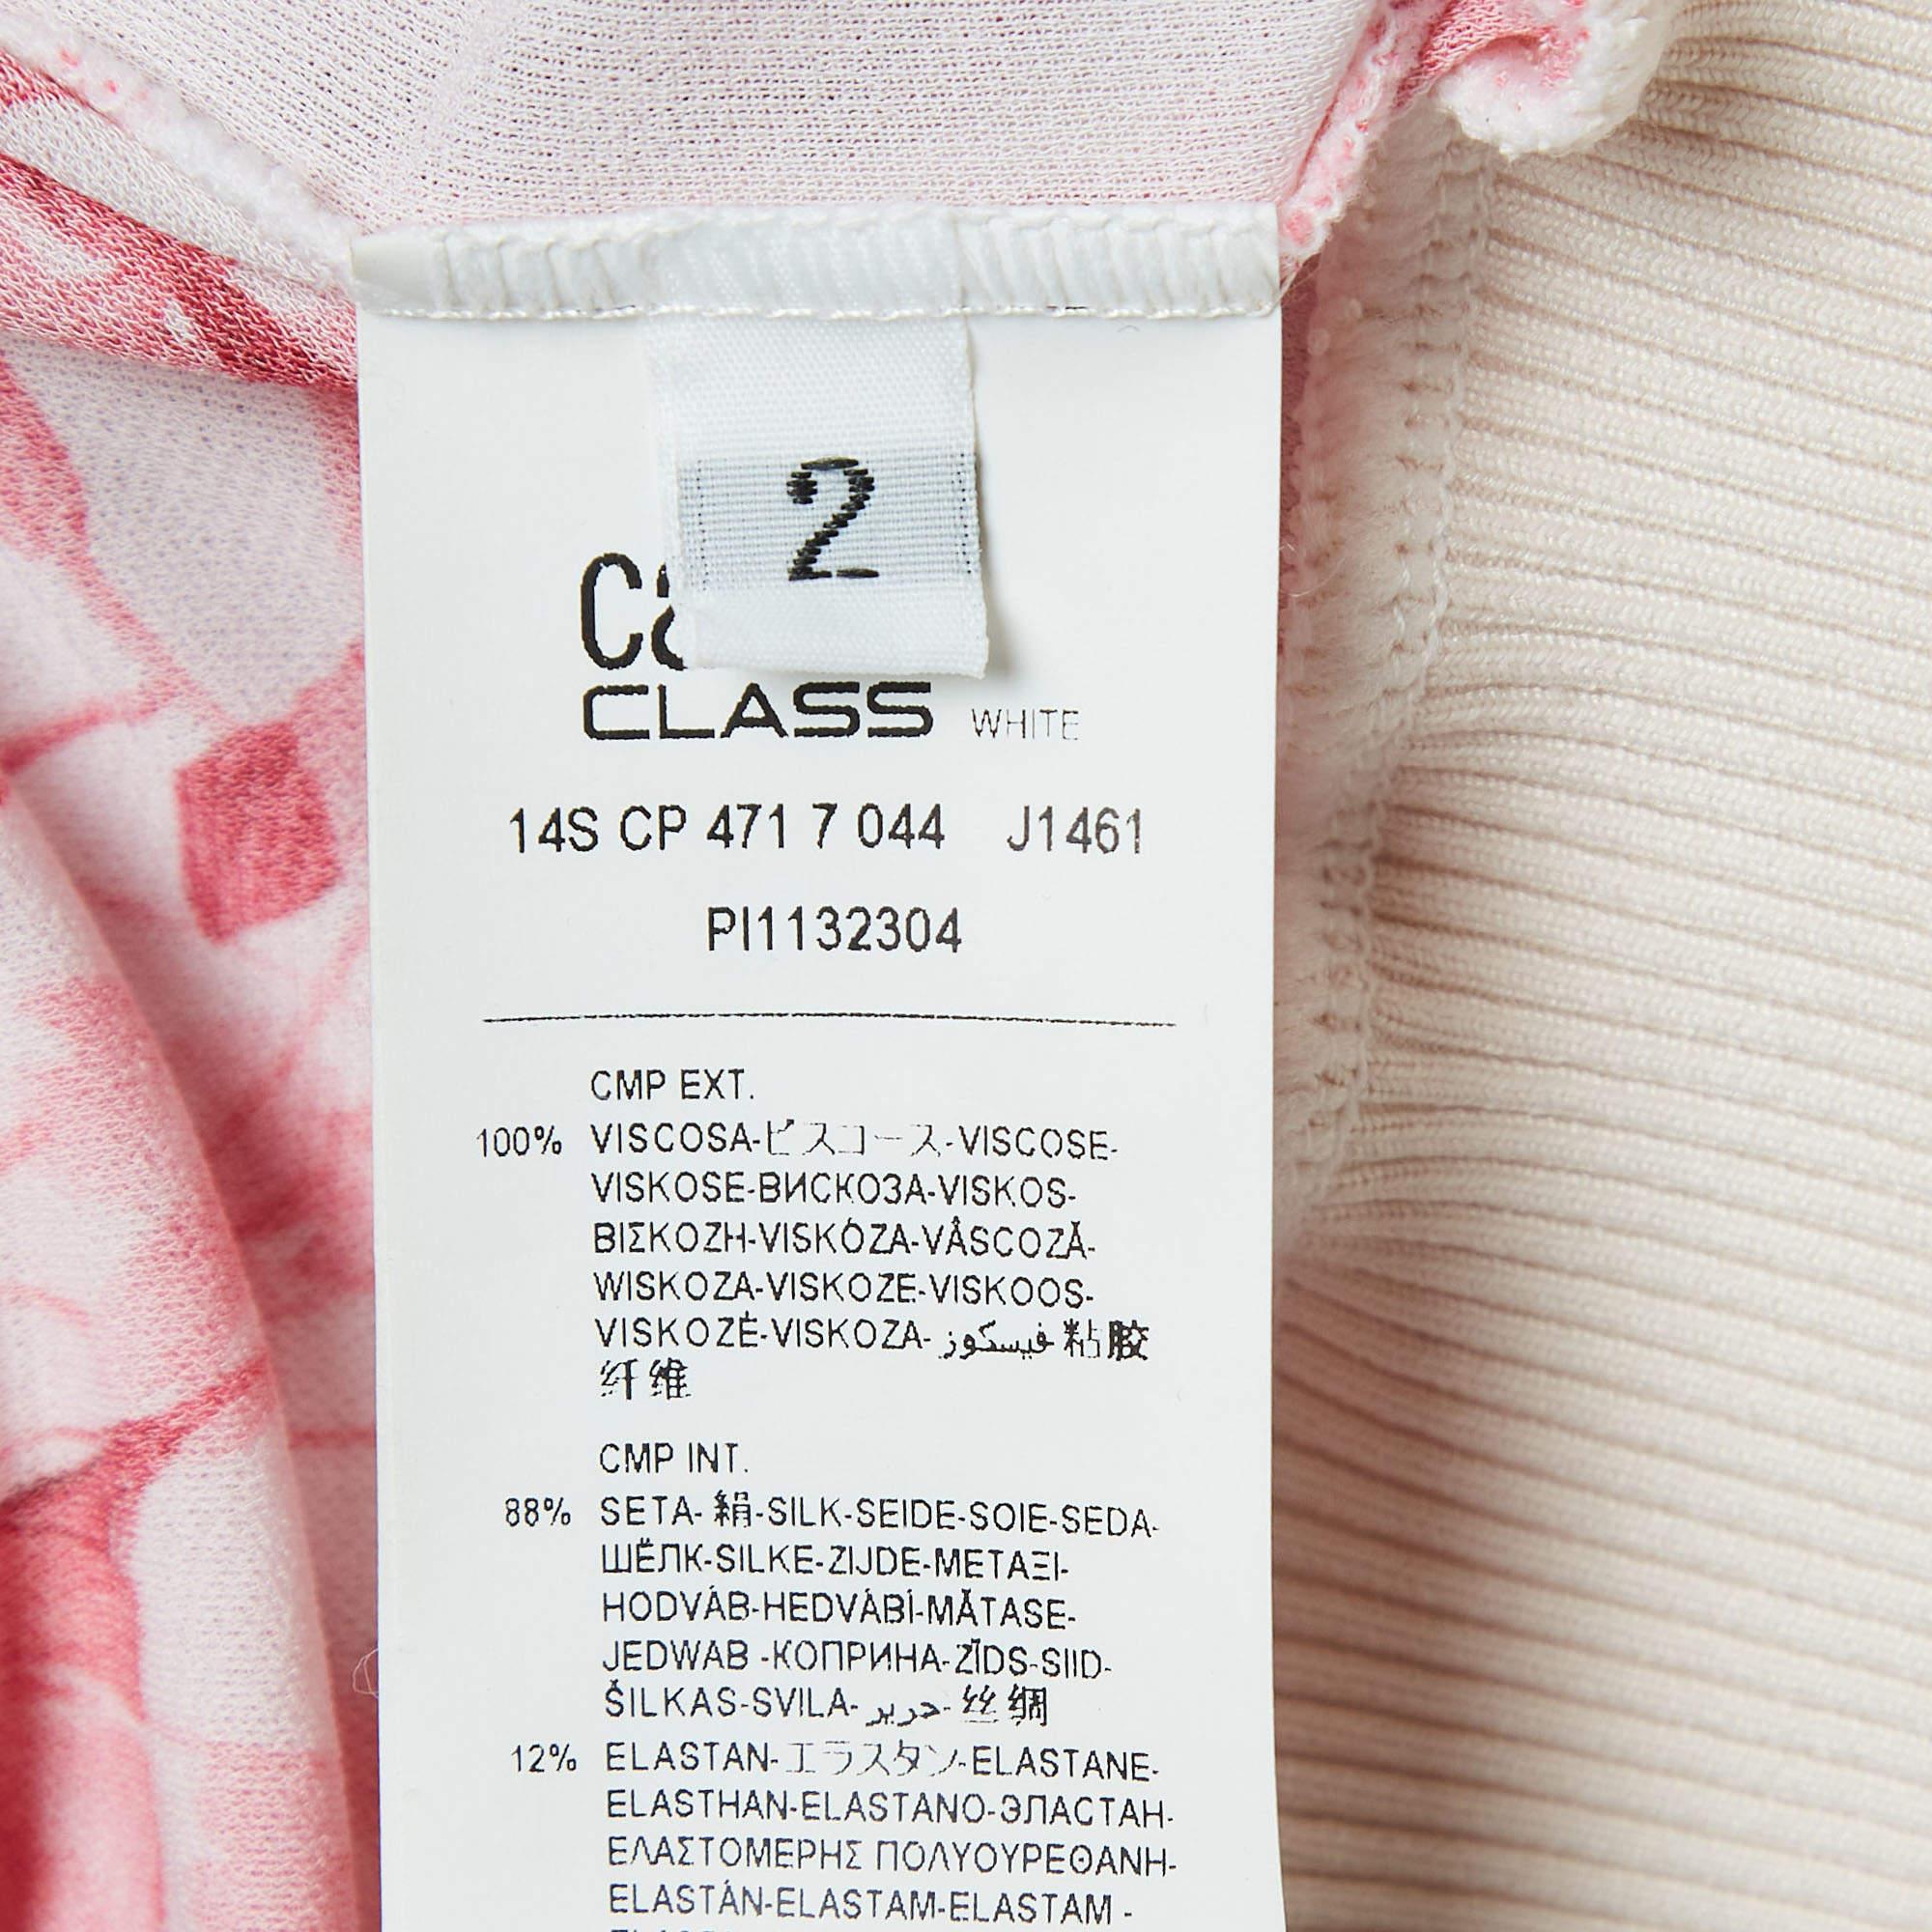 2
CLASS WHITE
14S CP 471 7 044 J1461
PI1132304
CMP EXT.
100% VISCOSA-ビスコース-VISCOSE-
VISKOSE-ВИСКОЗА-VISKOS-
ΒΙΣΚΟΖΗ-VISKÓZA-VÂSCOZĂ-
WISKOZA-VISKOZE-VISKOOS-
VISKOZĖ-VISKOZA- فيسكوز 粘胶
纤维
CMP INT.
88% SETA- 絹-SILK-SEIDE-SOIE-SEDA-
ШЁЛК-SILKE-ZIJDE-ΜΕΤΑΞΙ-
HODVÁB-HEDVÁBÍ-MĂTASE-
JEDWAB -КОПРИНА-ZĪDS-SIID-
ŠILKAS-SVILA- حرير- 丝绸
12% ELASTAN-エラスタン-ELASTANE-
ELASTHAN-ELASTANO-ЭЛАСТАН-
ΕΛΑΣΤΟΜΕΡΗΣ ΠΟΛΥΟΥΡΕΘΑΝΗ-
ELASTÁN-ELASTAM-ELASTAM -